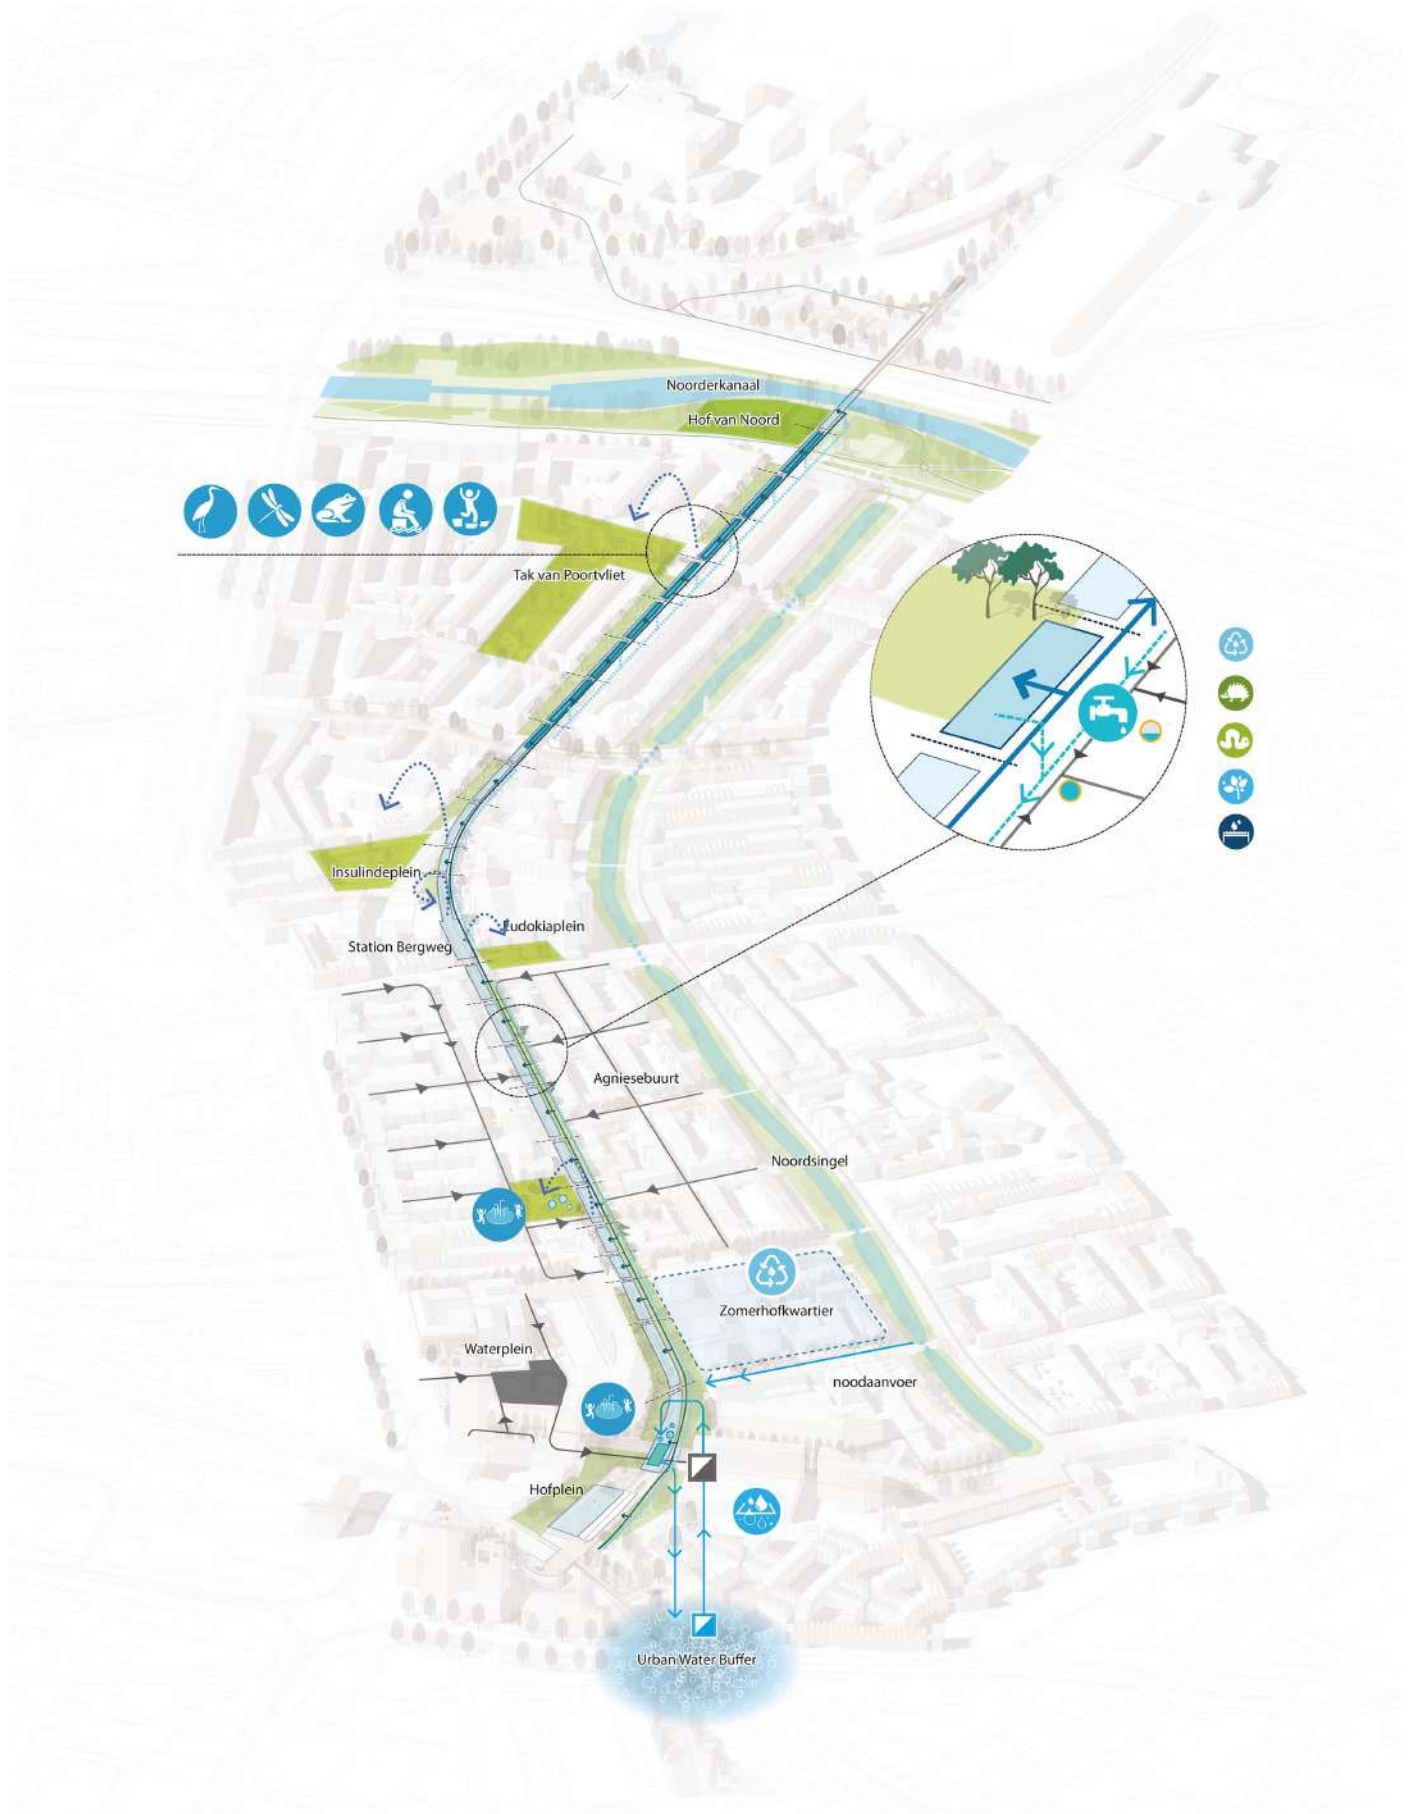 Noorderkanaal
Hof van Noord
Tak van Poortvliet
Insulindeplein
Eudokiaplein
Station Bergweg
Agniesebuurt
Noordsingel
Zomerhofkwartier
Waterplein
noodaanvoer
Hofplein
Urban Water Buffer